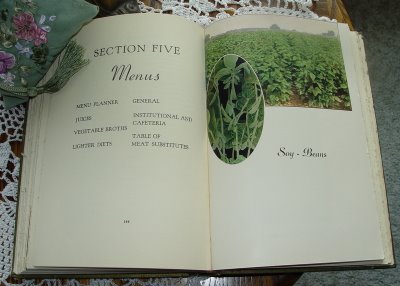 SECTION FIVE
Menus
MENU PLANNER
JUICES
VEGETABLE BROTHS
LIGHTER DIETS
GENERAL
INSTITUTIONAL AND
CAFETERIA
TABLE OF
MEAT SUBSTITUTES
Soy - Beans